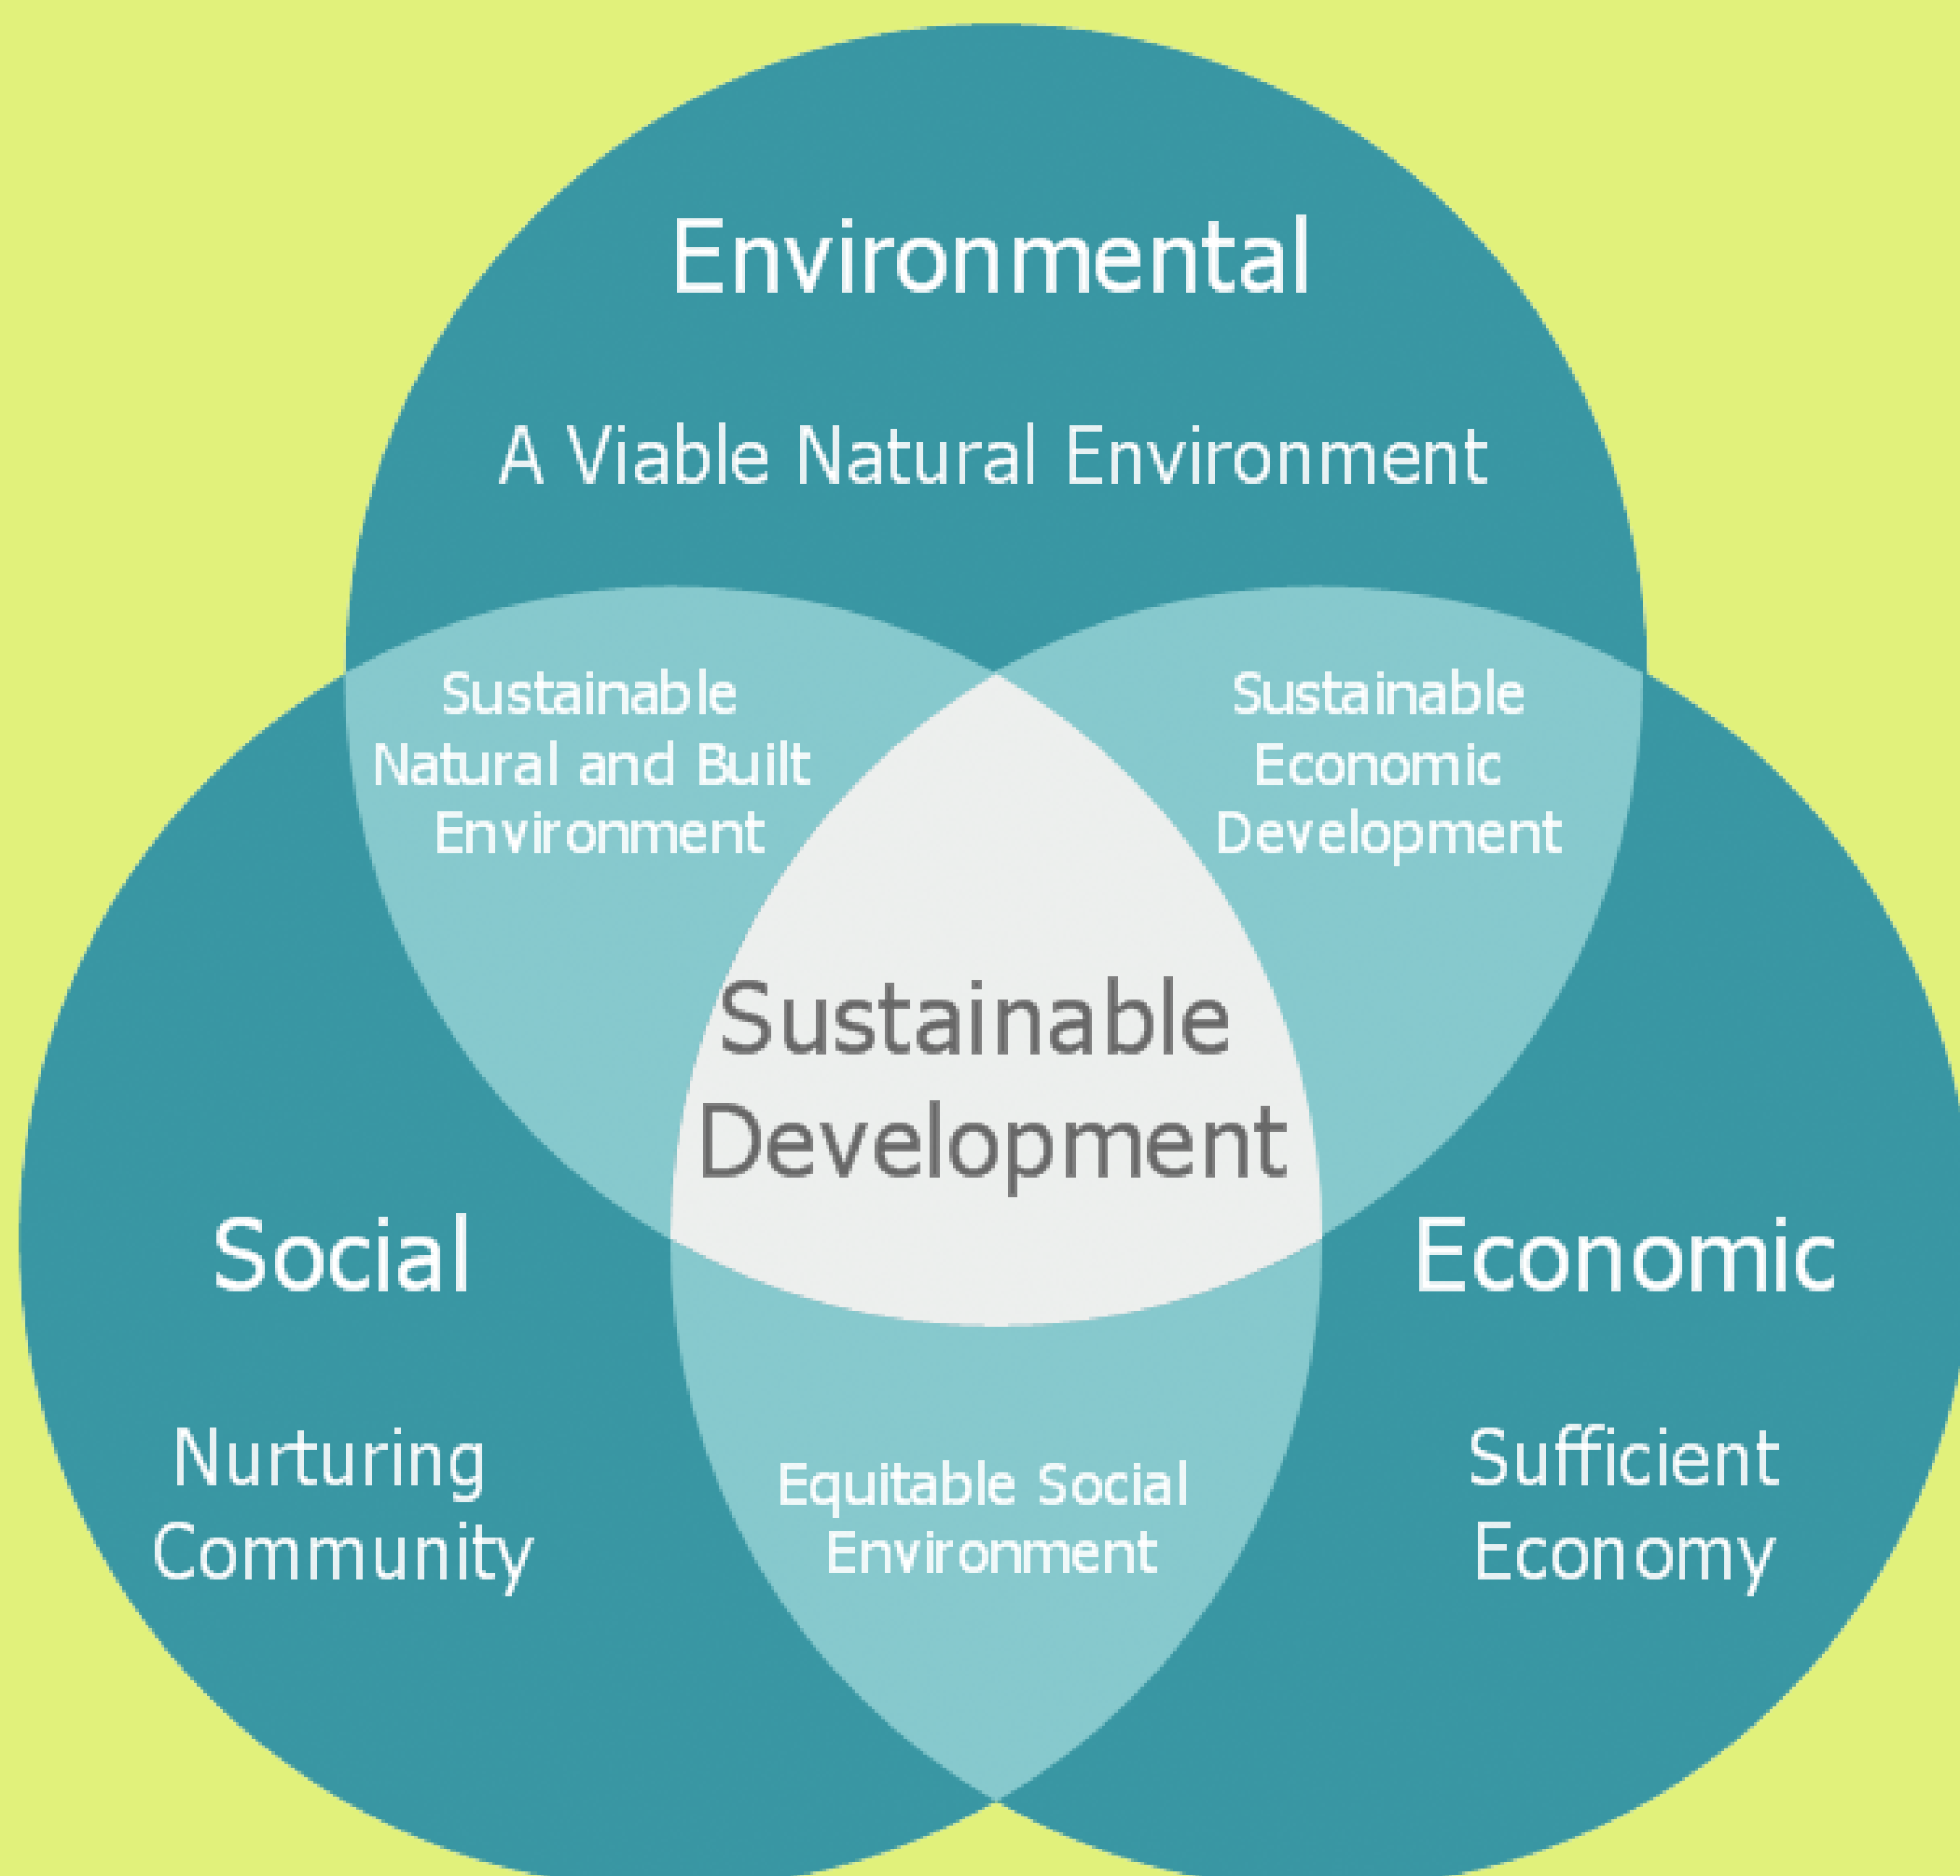 Environmental
A Viable Natural Environment
Sustainable
Natural and Built
Environment
Sustainable
Economic
Development
Sustainable
Development
Social
Nurturing
Community
Economic
Sufficient
Economy
Equitable Social
Environment